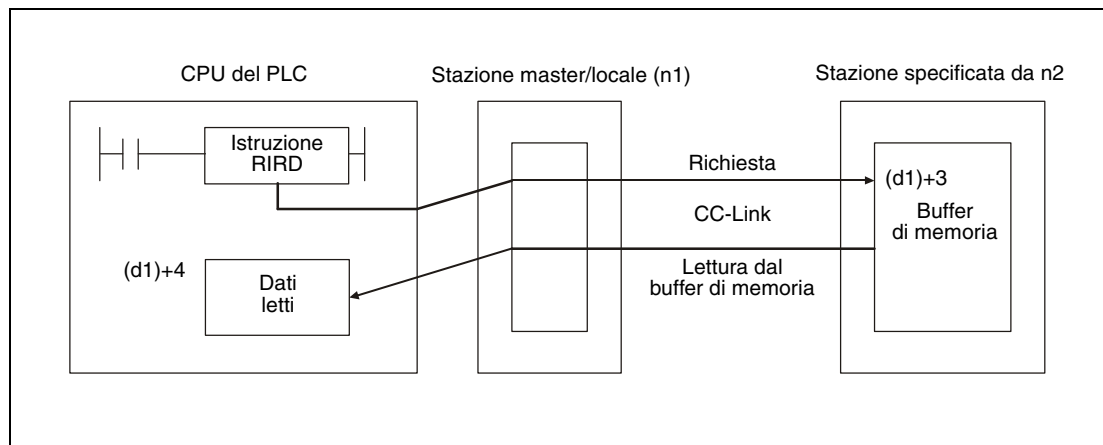 CPU del PLC
Stazione master/locale (n1)
Stazione specificata da n2
Istruzione
RIRD
Richiesta
(d1)+3
Buffer
di memoria
CC-Link
(d1)+4
Dati
letti
Lettura dal
buffer di memoria